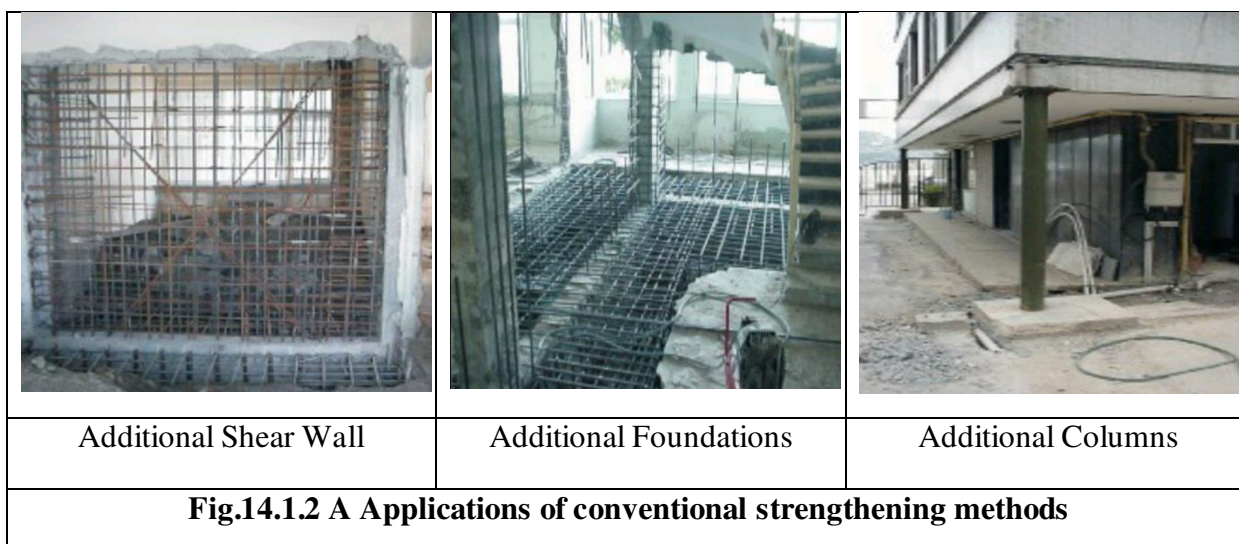 Additional Shear Wall
Additional Foundations
Additional Columns
Fig.14.1.2 A Applications of conventional strengthening methods